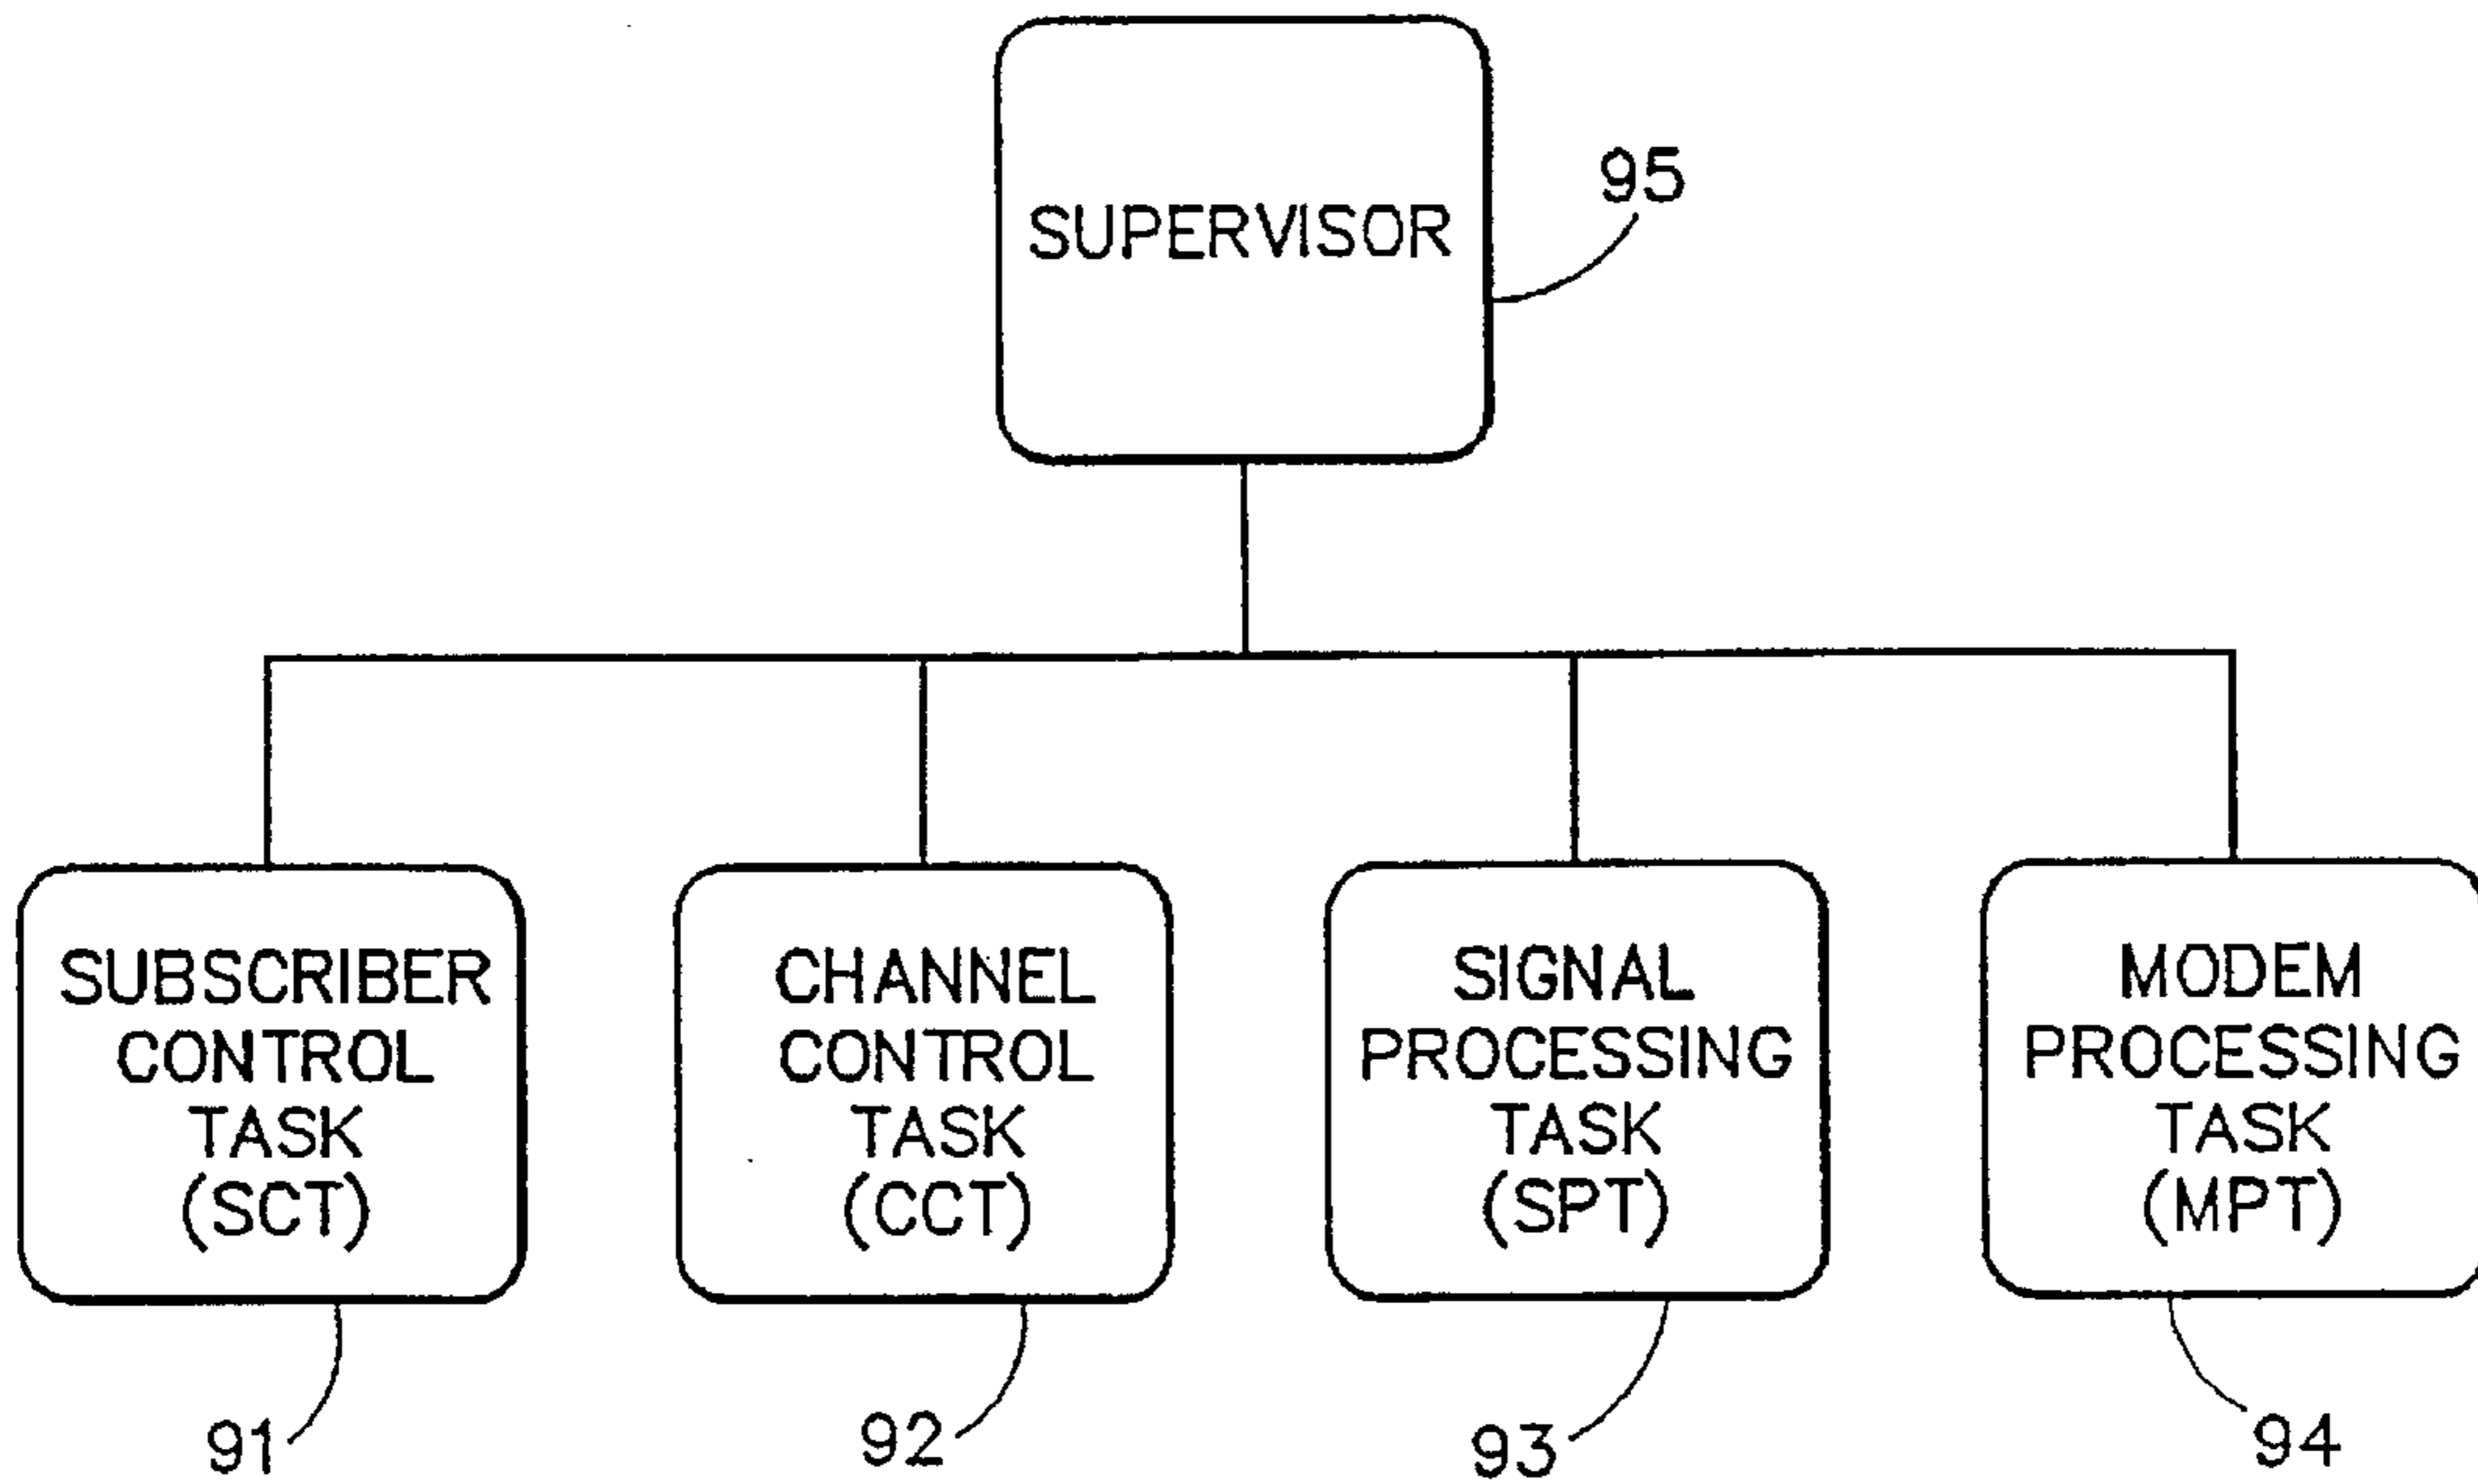 SUPERVISOR
95
SUBSCRIBER
CONTROL
TASK
(SCT)
91
CHANNEL
CONTROL
TASK
(CCT)
92
SIGNAL
PROCESSING
TASK
(SPT)
93
MODEM
PROCESSING
TASK
(MPT)
94